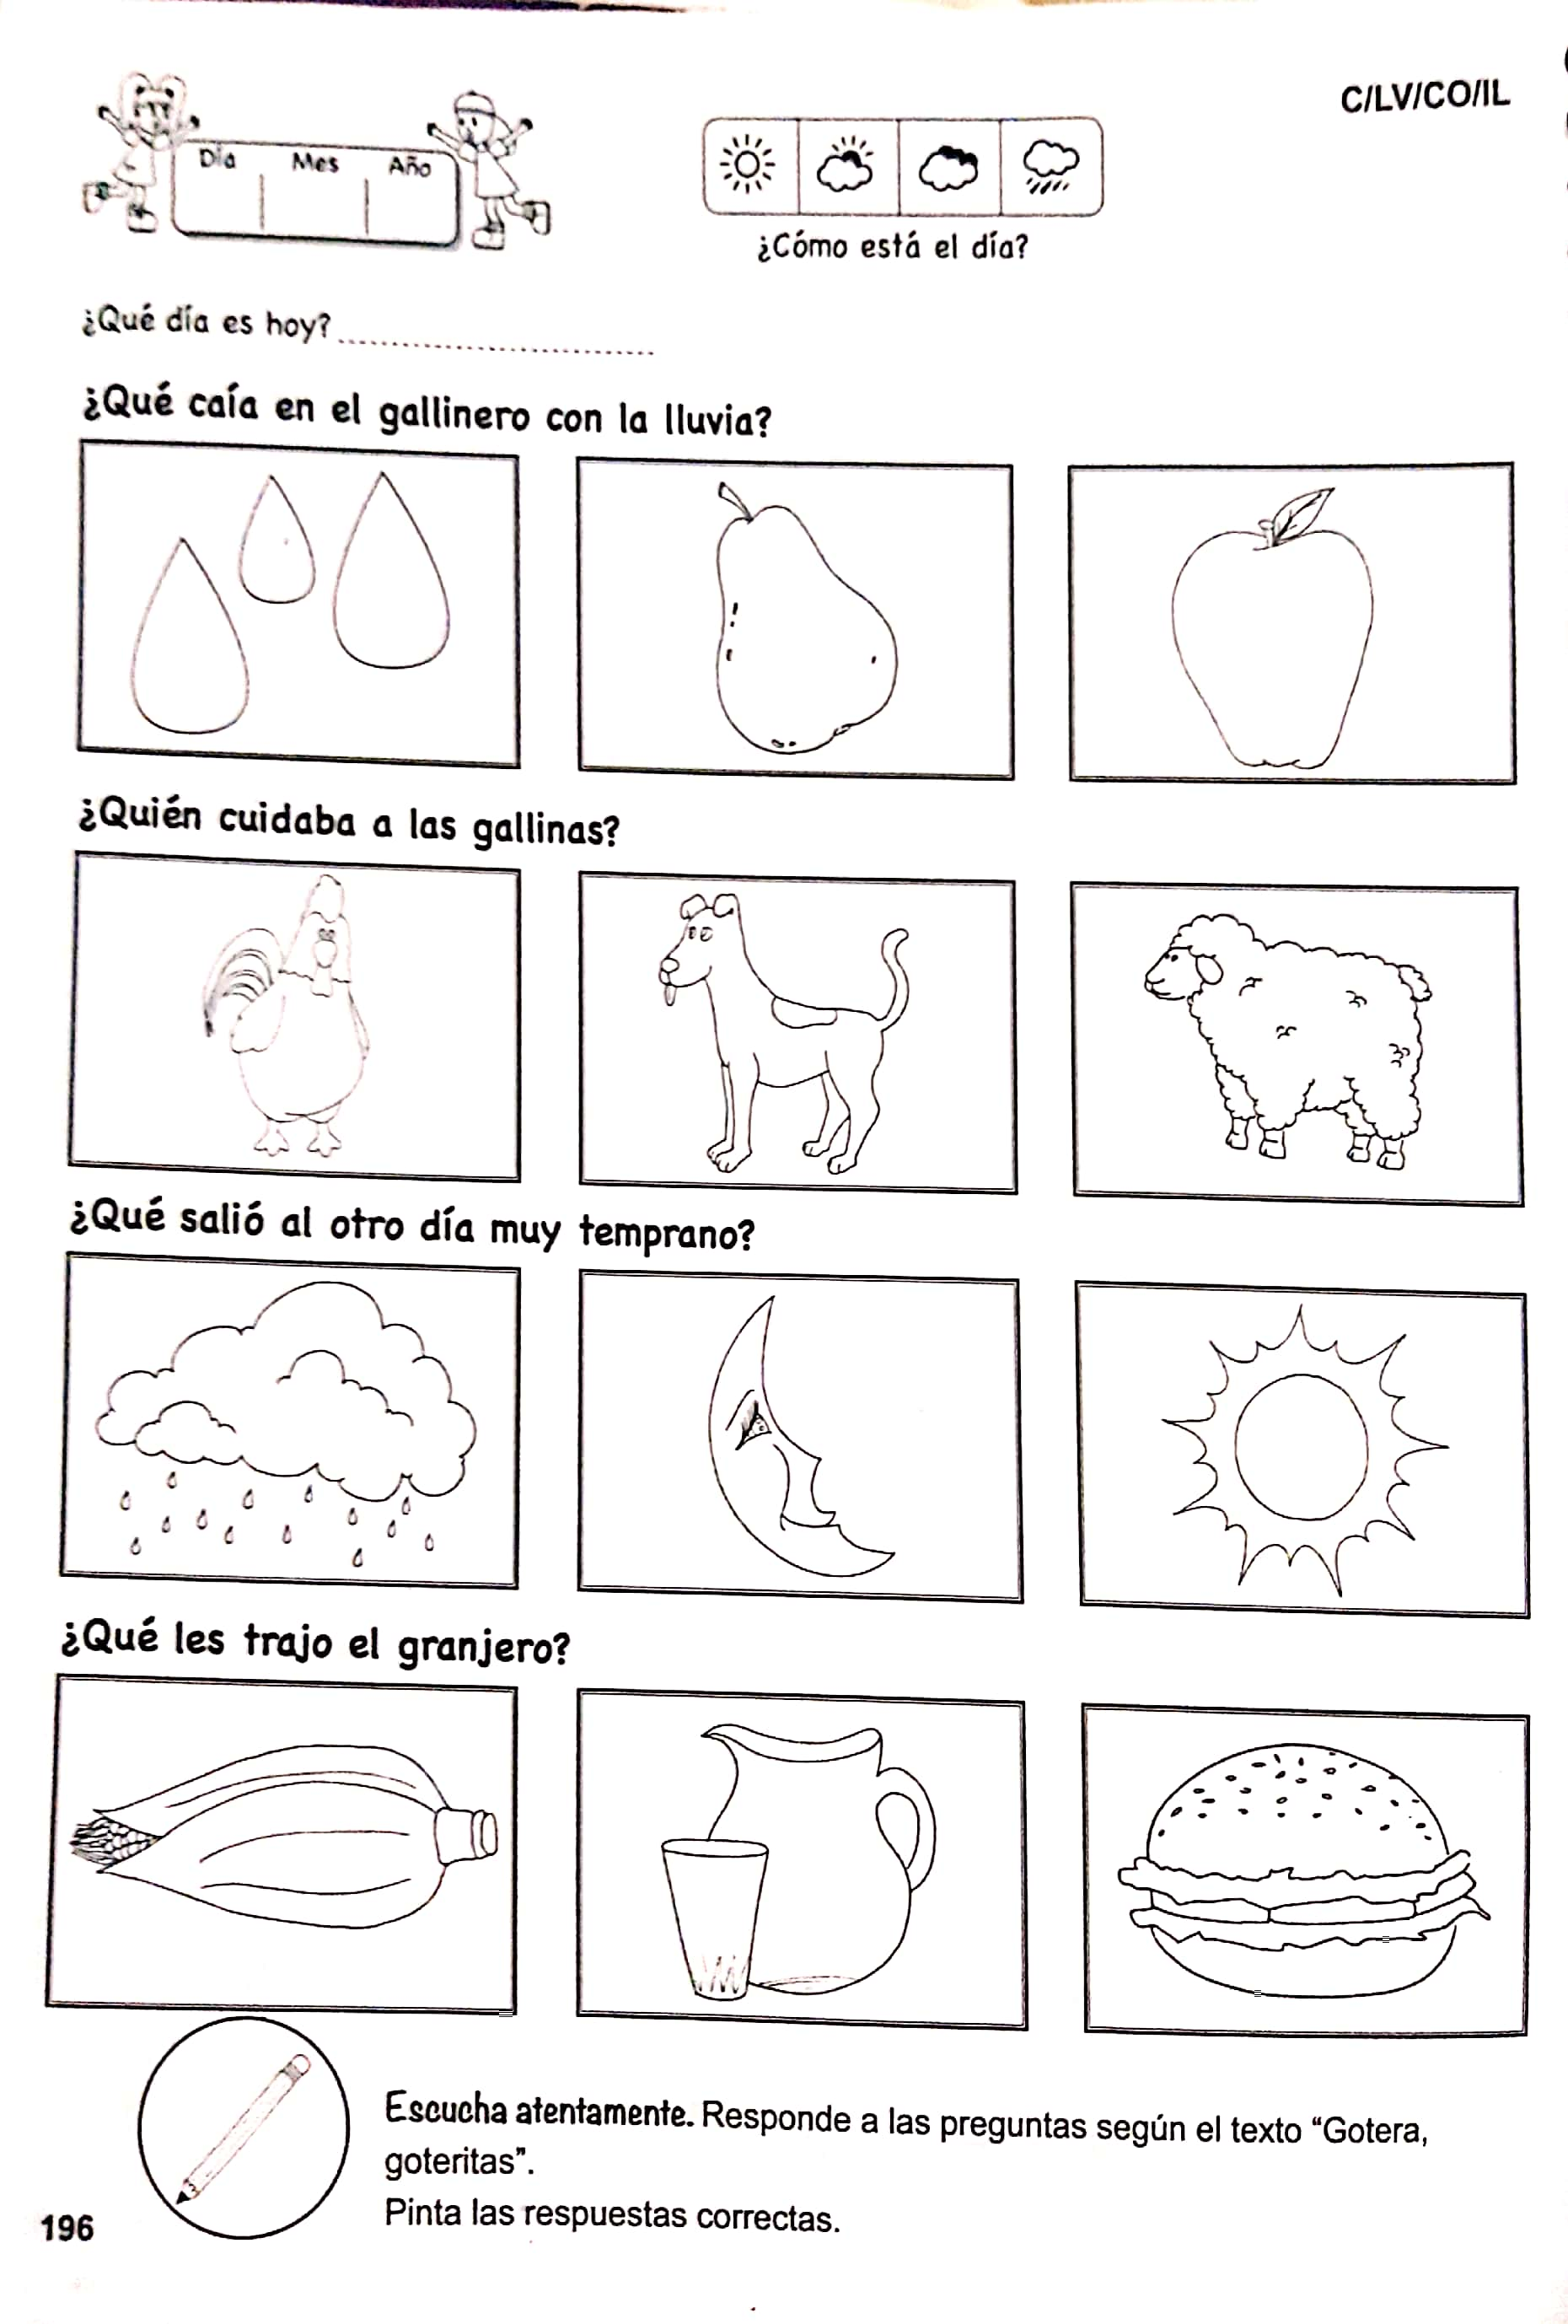 C/LV/CO/IL
Día Mes Año
¿Cómo está el día?
¿Qué día es hoy?
¿Qué caía en el gallinero con la lluvia?
¿Quién cuidaba a las gallinas?
¿Qué salió al otro día muy temprano?
¿Qué les trajo el granjero?
Escucha atentamente. Responde a las preguntas según el texto “Gotera,
goteritas”.
Pinta las respuestas correctas.
196